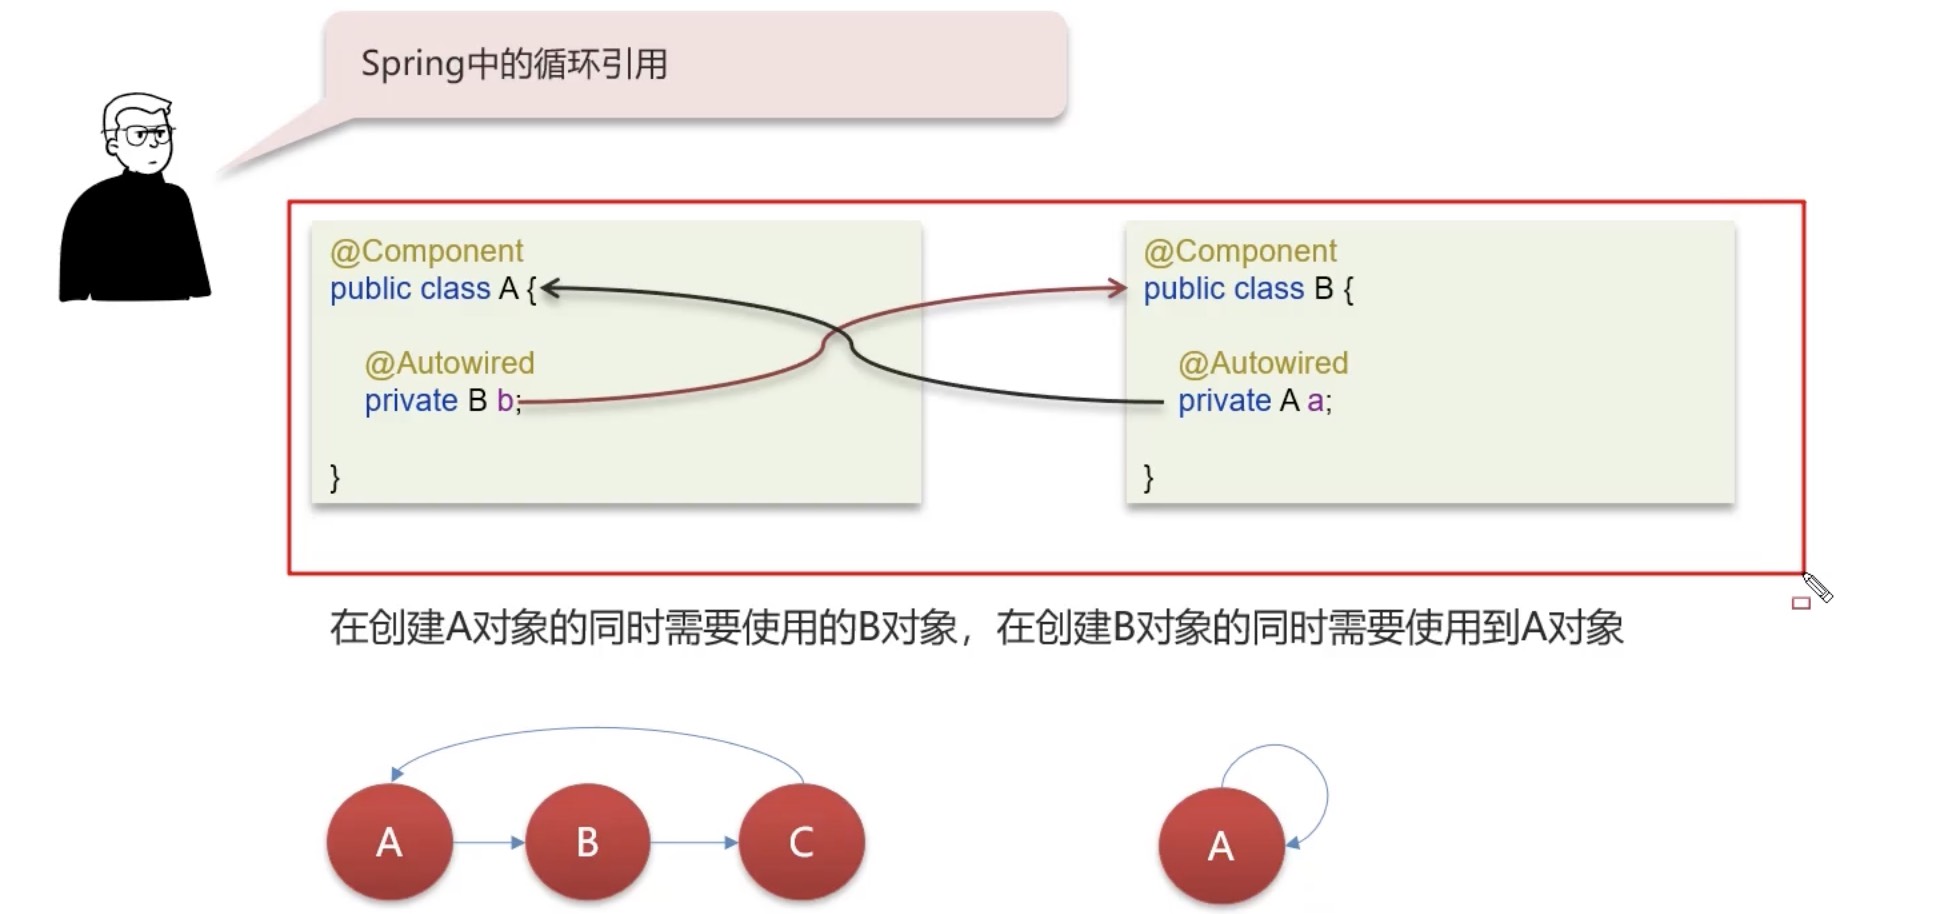 Spring中的循环引用
@Component
public class A {
@Autowired
private B b;
}
@Component
public class B {
@Autowired
private A a;
}
在创建A对象的同时需要使用的B对象，在创建B对象的同时需要使用到A对象
A
B
C
A